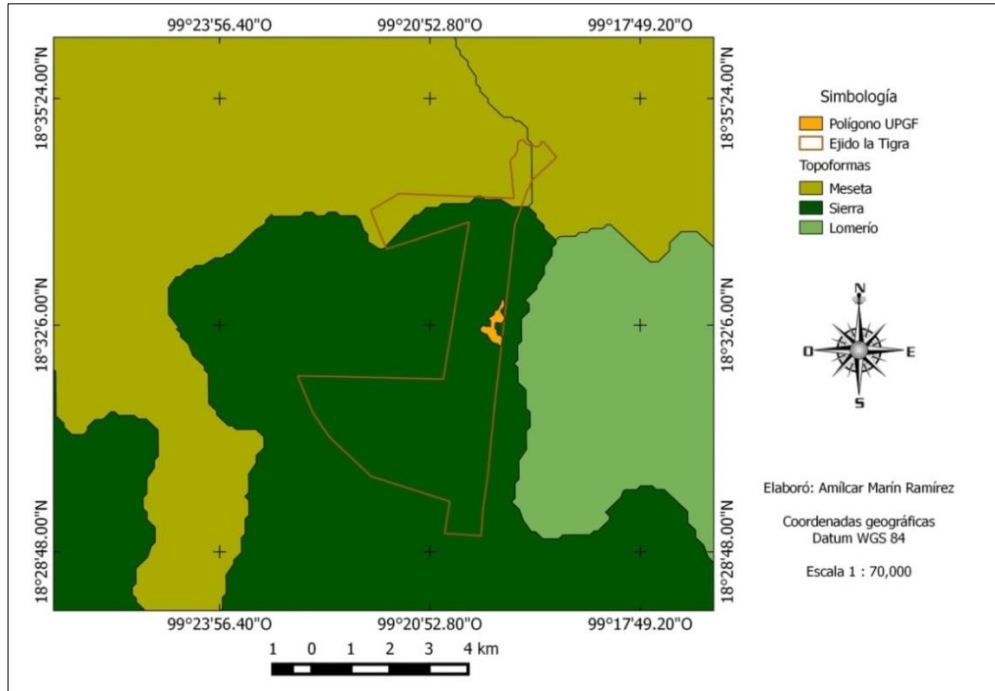 99°23'56.40"O 99°20'52.80"O 99°17'49.20"O
18°35'24.00"N
18°32'6.00"N
18°28'48.00"N
18°35'24.00"N
18°32'6.00"N
18°28'48.00"N
99°23'56.40"O 99°20'52.80"O 99°17'49.20"O
1 0 1 2 3 4 km
Simbología
Polígono UPGF
Ejido la Tigra
Topoformas
Meseta
Sierra
Lomerío
N
O E
S
Elaboró: Amílcar Marín Ramírez
Coordenadas geográficas
Datum WGS 84
Escala 1 : 70,000